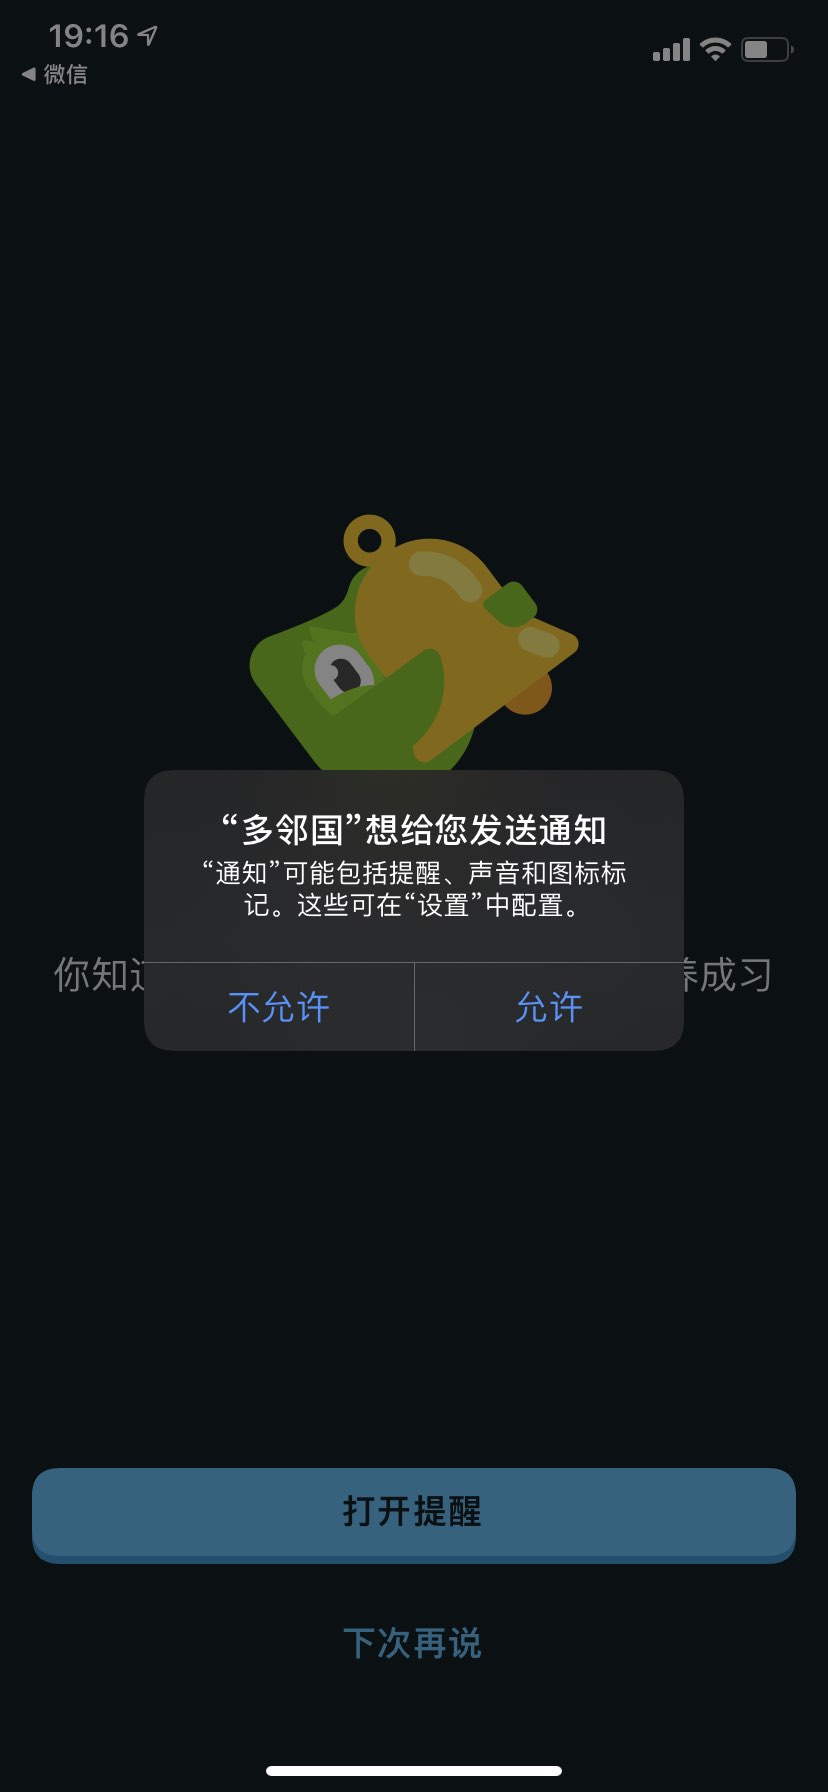 19:16
微信
“多邻国”想给您发送通知
“通知”可能包括提醒、声音和图标标
记。这些可在“设置”中配置。
你知 养成习
不允许
允许
打开提醒
下次再说